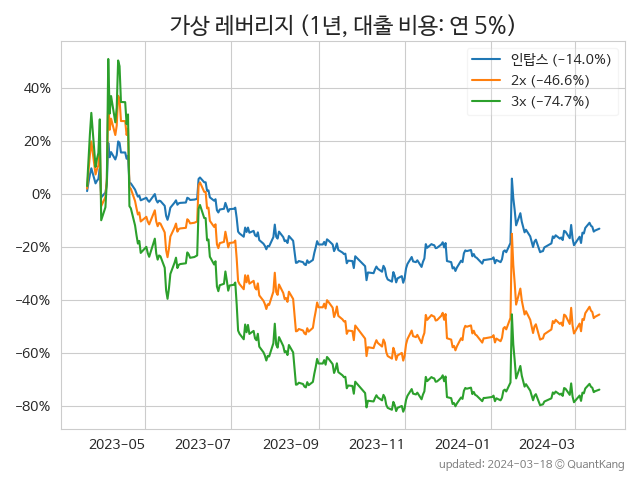 가상 레버리지 (1년, 대출 비용: 연 5%)
인탑스 (−14.0%)
2x (−46.6%)
3x (−74.7%)
40%
20%
0%
−20%
−40%
−60%
−80%
2023-05
2023-07
2023-09
2023-11
2024-01
2024-03
updated: 2024-03-18 © QuantKang